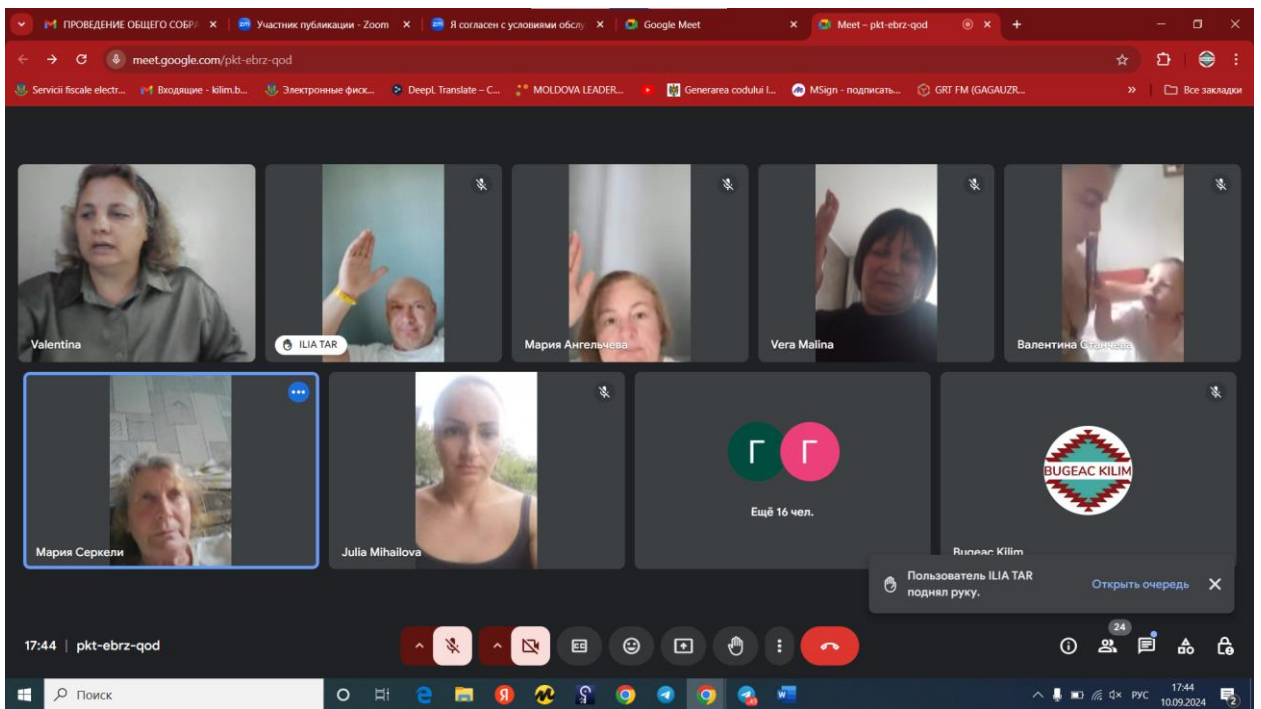 ПРОВЕДЕНИЕ ОБЩЕГО СОБРА
Участник публикации - Zoom
Я согласен с условиями обслу
Google Meet
Meet – pkt-ebrz-qod
meet.google.com/pkt-ebrz-qod
Servicii fiscale electr...
Входящие - kilim.b...
Электронные фиск...
DeepL Translate – С...
MOLDOVA LEADER...
Generarea codului I...
MSign - подписать...
GRT FM (GAGAUZR...
»
Все закладки
Valentina
ILIA TAR
Мария Ангельчева
Vera Malina
Валентина Станчева
Мария Серкели
Julia Mihailova
Г Г
Ещё 16 чел.
BUGEAC KILIM
Bugeac Kilim
Пользователь ILIA TAR
поднял руку.
Открыть очередь
17:44 | pkt-ebrz-qod
24
Поиск
РУС
17:44
10.09.2024
2